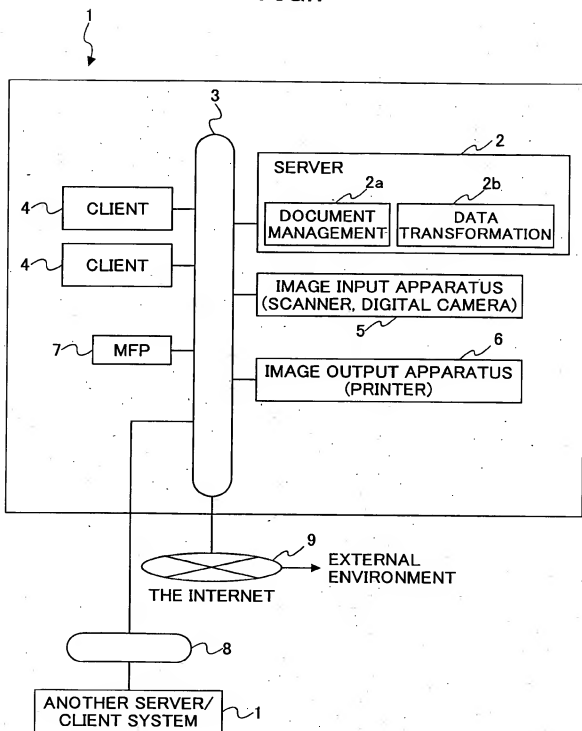 1
3
2
SERVER
2a
2b
4
CLIENT
DOCUMENT
MANAGEMENT
DATA
TRANSFORMATION
4
CLIENT
IMAGE INPUT APPARATUS
(SCANNER, DIGITAL CAMERA)
5
7
MFP
6
IMAGE OUTPUT APPARATUS
(PRINTER)
9
EXTERNAL
ENVIRONMENT
THE INTERNET
8
ANOTHER SERVER/
CLIENT SYSTEM
1